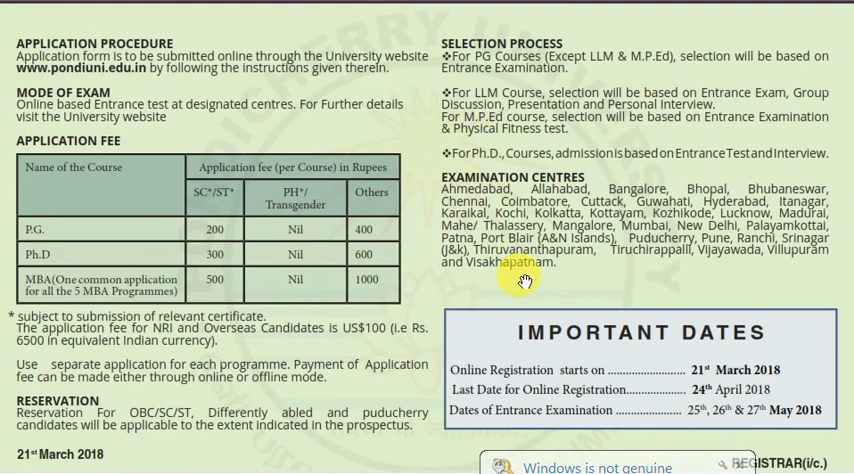 APPLICATION PROCEDURE
Application form is to be submitted online through the University website
www.pondiuni.edu.in by following the instructions given therein.
MODE OF EXAM
Online based Entrance test at designated centres. For Further details
visit the University website
APPLICATION FEE
Name of the Course
Application fee (per Course) in Rupees
SC*/ST*
PH*/
Transgender
Others
P.G. 200 Nil 400
Ph.D 300 Nil 600
MBA(One common application
for all the 5 MBA Programmes)
500 Nil 1000
* subject to submission of relevant certificate.
The application fee for NRI and Overseas Candidates is US$100 (i.e Rs.
6500 in equivalent Indian currency).
Use separate application for each programme. Payment of Application
fee can be made either through online or offline mode.
RESERVATION
Reservation For OBC/SC/ST, Differently abled and puducherry
candidates will be applicable to the extent indicated in the prospectus.
21st March 2018
SELECTION PROCESS
❖For PG Courses (Except LLM & M.P.Ed), selection will be based on
Entrance Examination.
❖For LLM Course, selection will be based on Entrance Exam, Group
Discussion, Presentation and Personal Interview.
For M.P.Ed course, selection will be based on Entrance Examination
& Physical Fitness test.
❖For Ph.D., Courses, admission is based on Entrance Test and Interview.
EXAMINATION CENTRES
Ahmedabad, Allahabad, Bangalore, Bhopal, Bhubaneswar,
Chennai, Coimbatore, Cuttack, Guwahati, Hyderabad, Itanagar,
Karaikal, Kochi, Kolkatta, Kottayam, Kozhikode, Lucknow, Madurai,
Mahe/ Thalassery, Mangalore, Mumbai, New Delhi, Palayamkottai,
Patna, Port Blair (A&N Islands), Puducherry, Pune, Ranchi, Srinagar
(J&k), Thiruvananthapuram, Tiruchirappalli, Vijayawada, Villupuram
and Visakhapatnam.
IMPORTANT DATES
Online Registration starts on .......................... 21st March 2018
Last Date for Online Registration.................... 24th April 2018
Dates of Entrance Examination ...................... 25th, 26th & 27th May 2018
REGISTRAR(i/c.)
Windows is not genuine